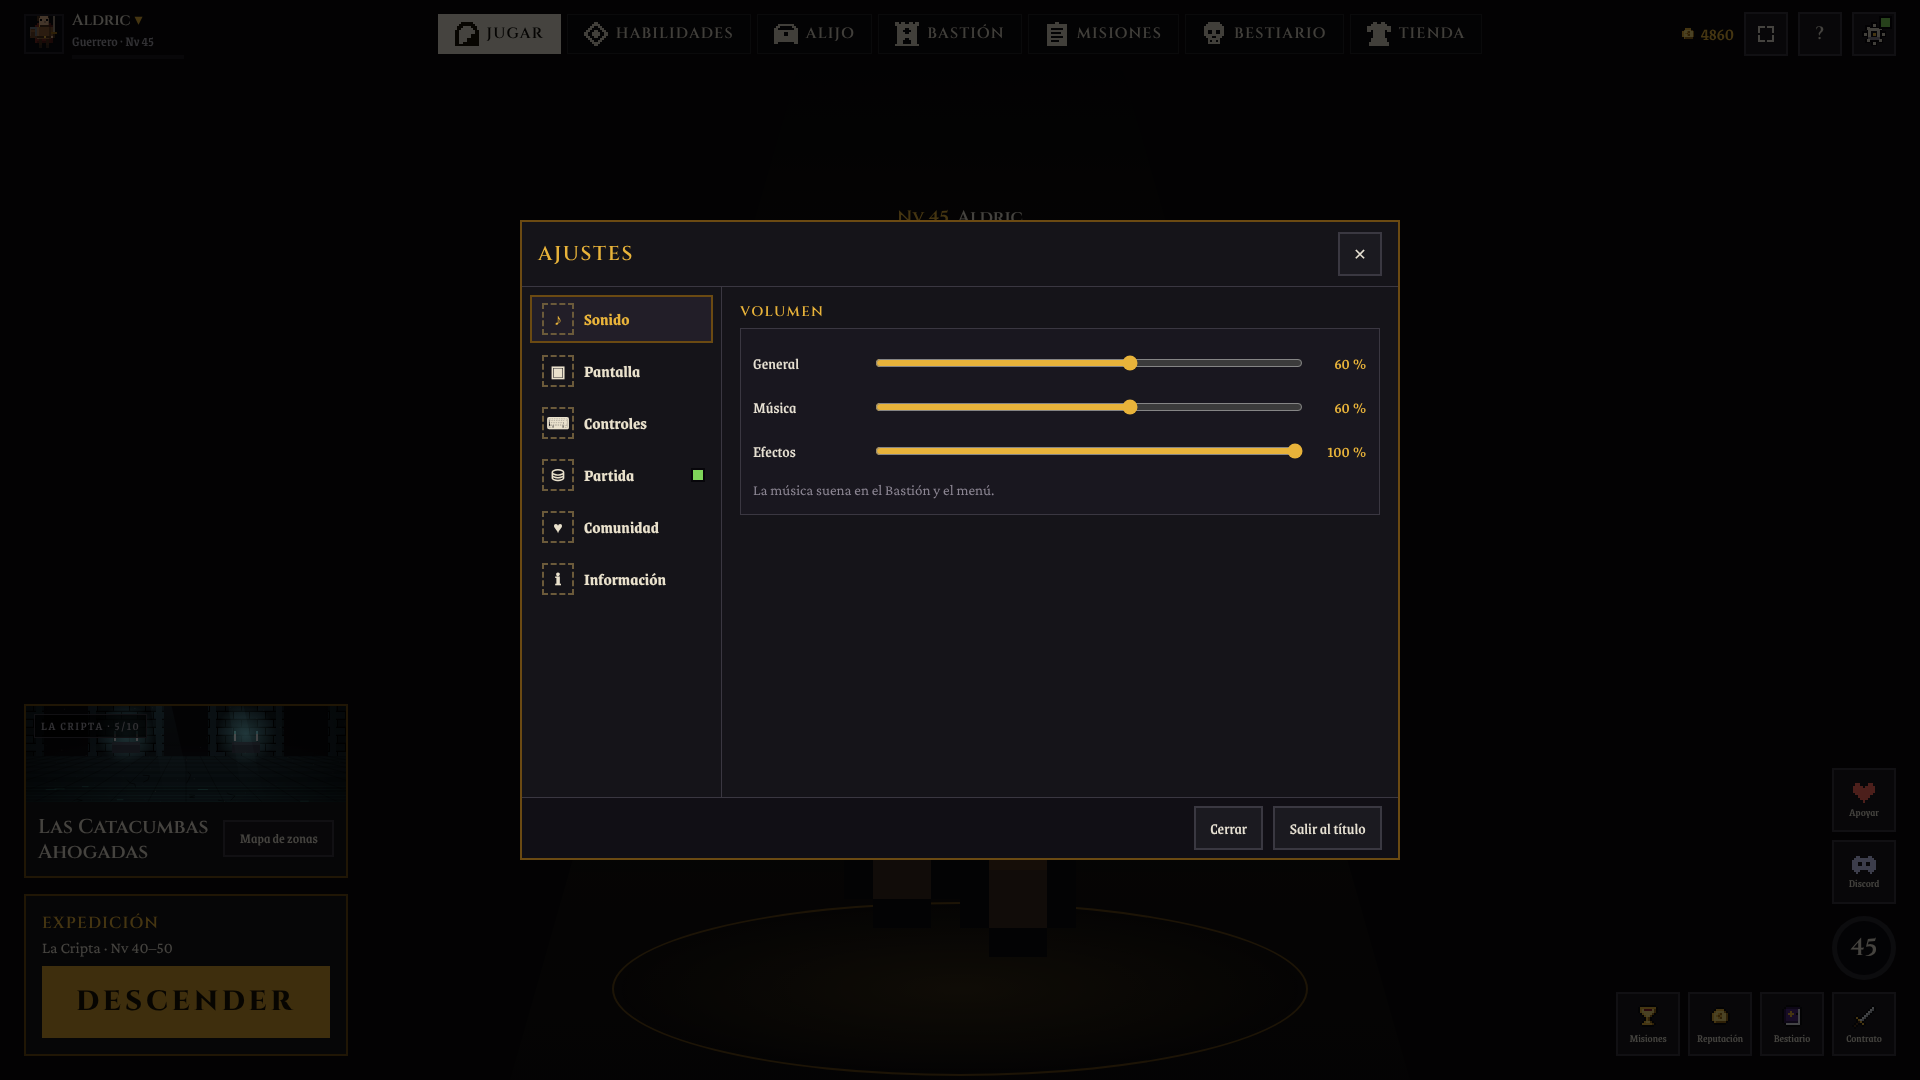 ALDRIC ▾
Guerrero · Nv 45
JUGAR
HABILIDADES
ALIJO
BASTIÓN
MISIONES
BESTIARIO
TIENDA
4860
?
Nv 45 ALDRIC
AJUSTES
×
♪ Sonido
Pantalla
Controles
Partida
♥ Comunidad
i Información
VOLUMEN
General 60 %
Música 60 %
Efectos 100 %
La música suena en el Bastión y el menú.
Cerrar
Salir al título
LA CRIPTA · 5/10
LAS CATACUMBAS
AHOGADAS
Mapa de zonas
EXPEDICIÓN
La Cripta · Nv 40–50
DESCENDER
Apoyar
Discord
45
Misiones
Reputación
Bestiario
Contrato